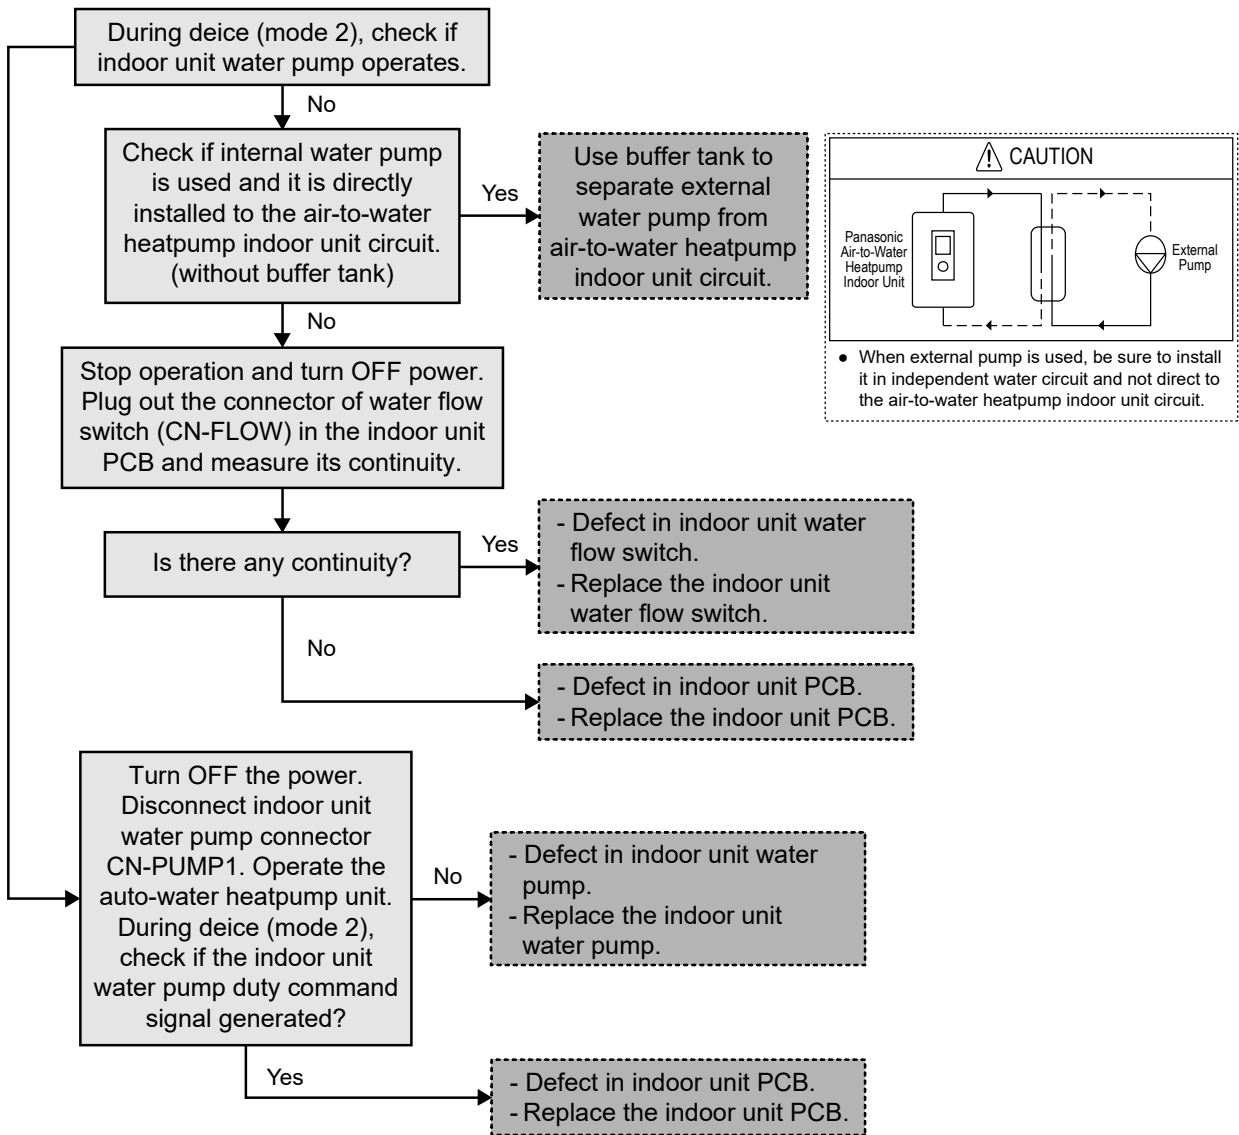 During deice (mode 2), check if
indoor unit water pump operates.
No
Check if internal water pump
is used and it is directly
installed to the air-to-water
heatpump indoor unit circuit.
(without buffer tank)
Yes
Use buffer tank to
separate external
water pump from
air-to-water heatpump
indoor unit circuit.
CAUTION
Panasonic
Air-to-Water
Heatpump
Indoor Unit
External
Pump
● When external pump is used, be sure to install
it in independent water circuit and not direct to
the air-to-water heatpump indoor unit circuit.
No
Stop operation and turn OFF power.
Plug out the connector of water flow
switch (CN-FLOW) in the indoor unit
PCB and measure its continuity.
Is there any continuity?
Yes
- Defect in indoor unit water
flow switch.
- Replace the indoor unit
water flow switch.
No
- Defect in indoor unit PCB.
- Replace the indoor unit PCB.
Turn OFF the power.
Disconnect indoor unit
water pump connector
CN-PUMP1. Operate the
auto-water heatpump unit.
During deice (mode 2),
check if the indoor unit
water pump duty command
signal generated?
No
- Defect in indoor unit water
pump.
- Replace the indoor unit
water pump.
Yes
- Defect in indoor unit PCB.
- Replace the indoor unit PCB.